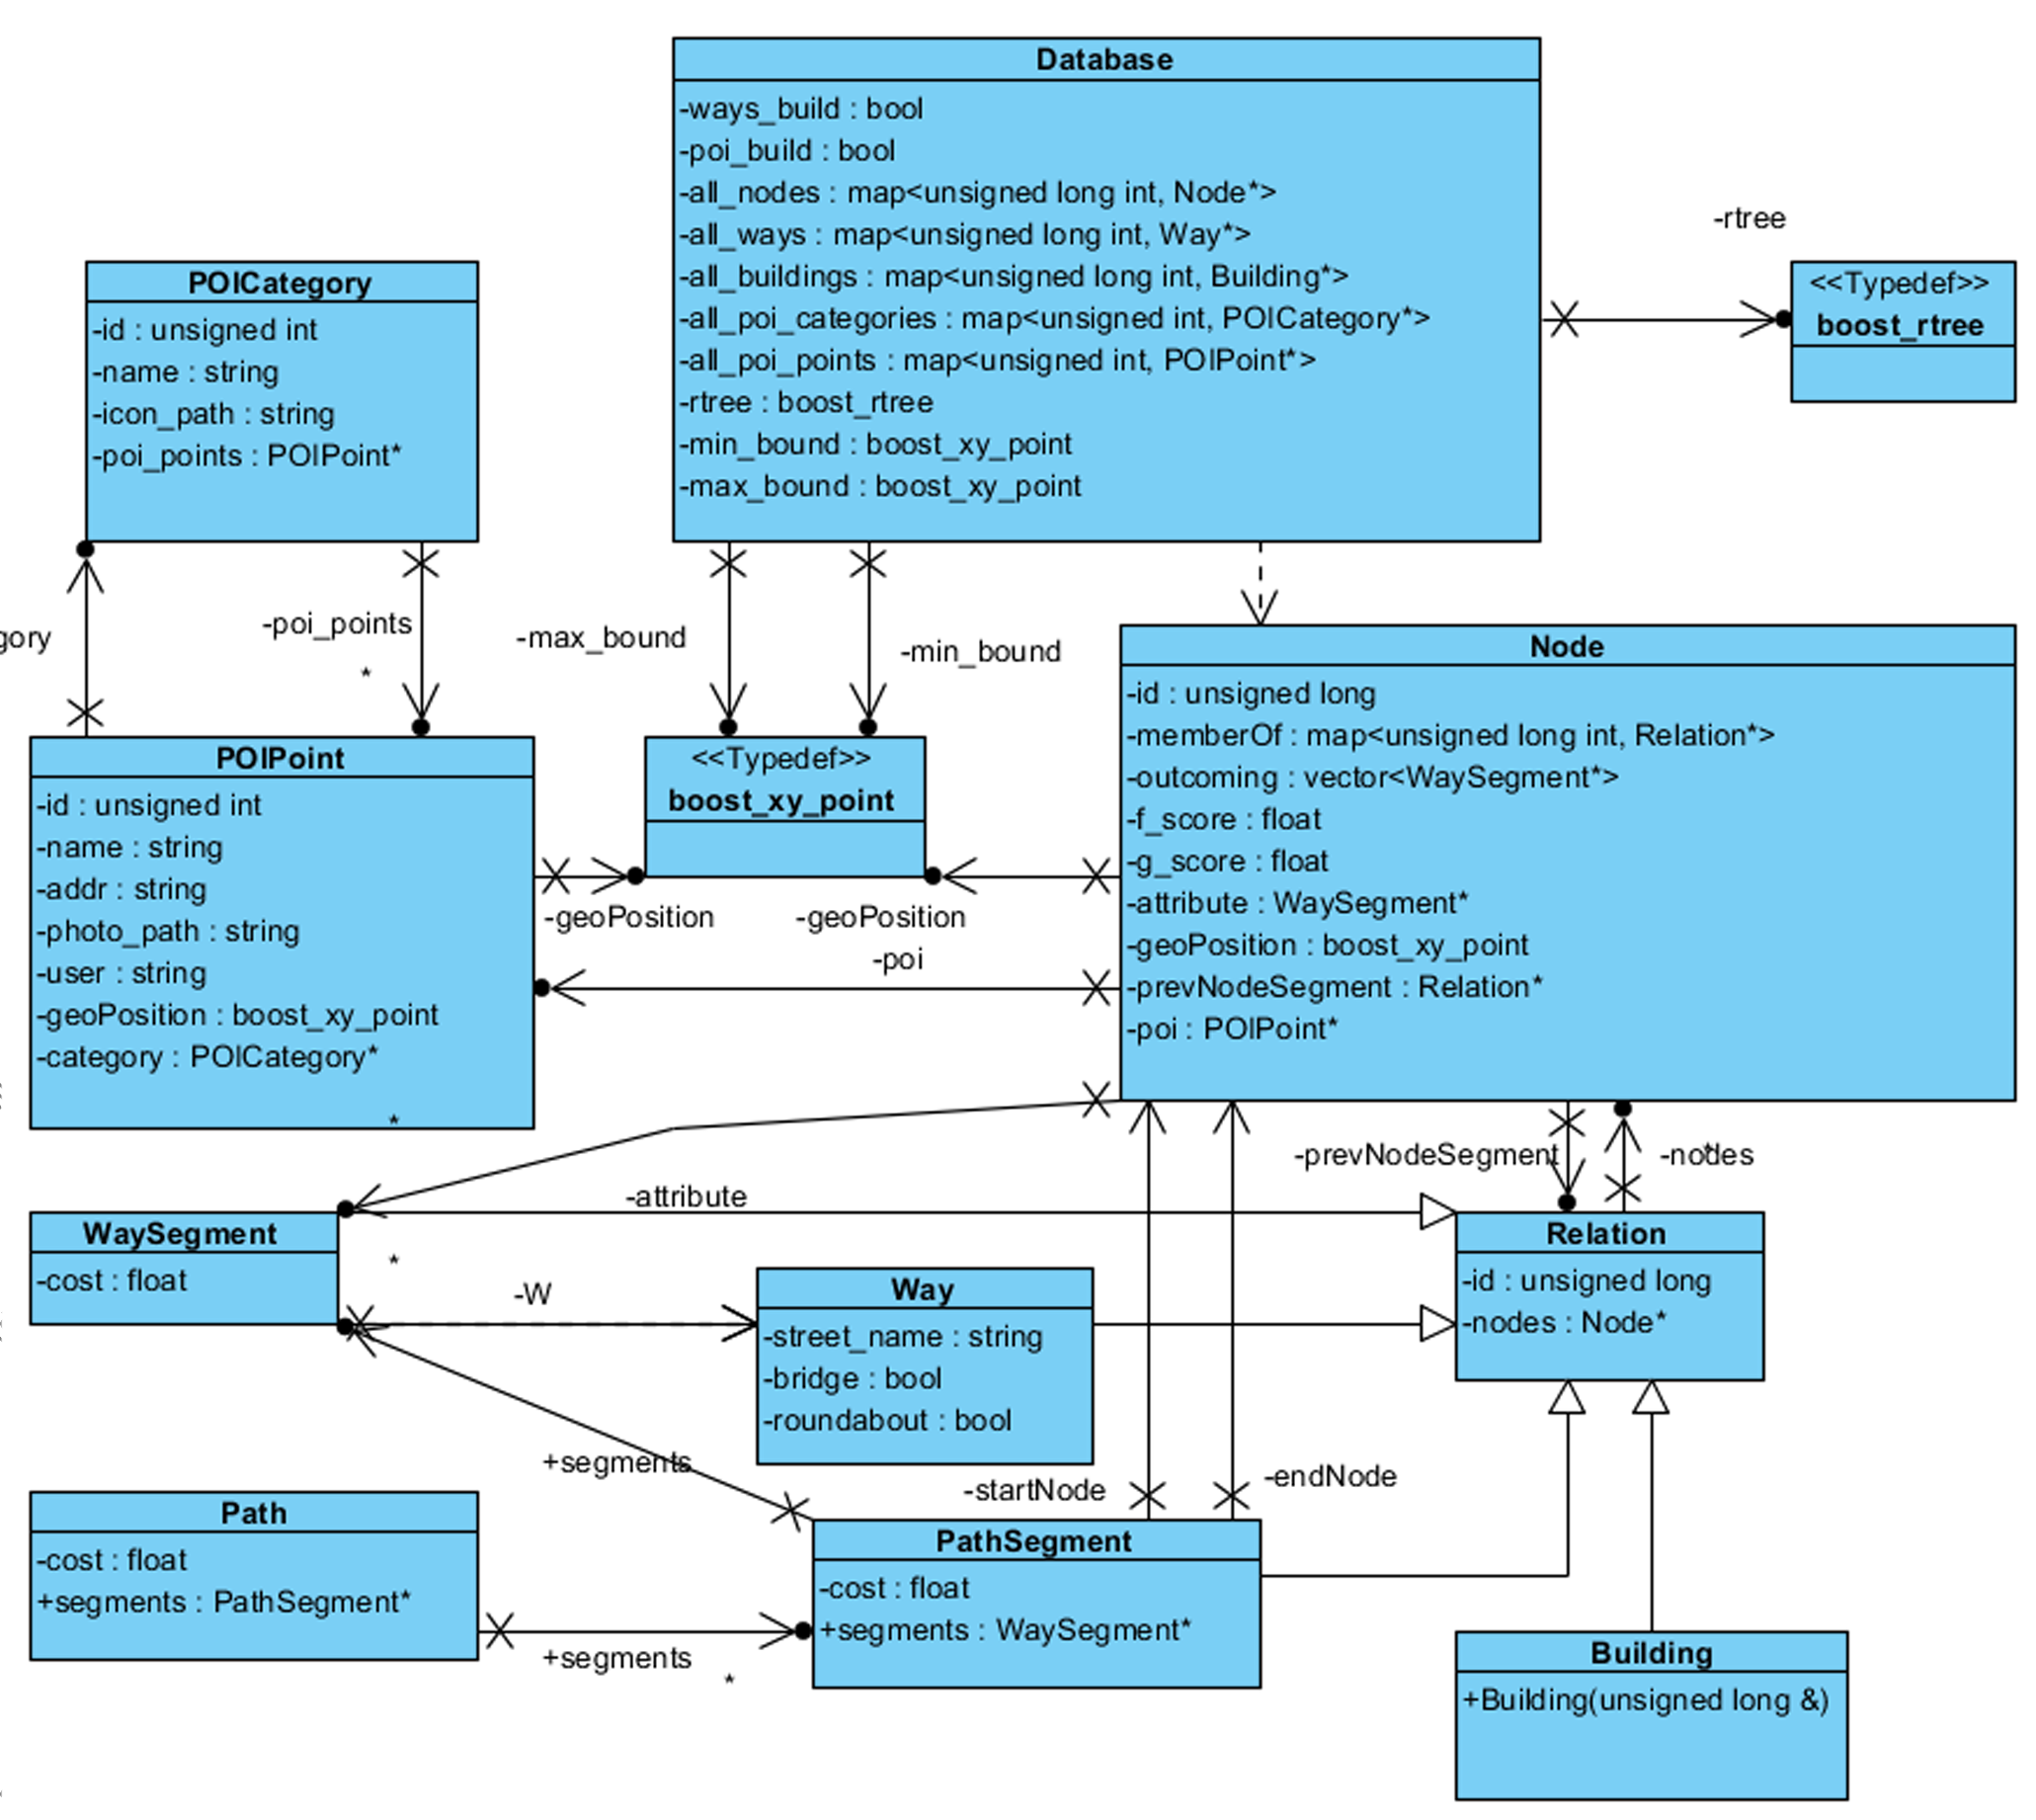 Database
-ways_build : bool
-poi_build : bool
-all_nodes : map<unsigned long int, Node*>
-all_ways : map<unsigned long int, Way*>
-all_buildings : map<unsigned long int, Building*>
-all_poi_categories : map<unsigned int, POICategory*>
-all_poi_points : map<unsigned int, POIPoint*>
-rtree : boost_rtree
-min_bound : boost_xy_point
-max_bound : boost_xy_point
-rtree
<<Typedef>>
boost_rtree
POICategory
-id : unsigned int
-name : string
-icon_path : string
-poi_points : POIPoint*
gory
-poi_points
*
-max_bound
-min_bound
POIPoint
-id : unsigned int
-name : string
-addr : string
-photo_path : string
-user : string
-geoPosition : boost_xy_point
-category : POICategory*
*
<<Typedef>>
boost_xy_point
-geoPosition
-geoPosition
-poi
Node
-id : unsigned long
-memberOf : map<unsigned long int, Relation*>
-outcoming : vector<WaySegment*>
-f_score : float
-g_score : float
-attribute : WaySegment*
-geoPosition : boost_xy_point
-prevNodeSegment : Relation*
-poi : POIPoint*
-prevNodeSegment
-nodes
*
-attribute
WaySegment
-cost : float
*
-W
Way
-street_name : string
-bridge : bool
-roundabout : bool
Relation
-id : unsigned long
-nodes : Node*
+segments
-startNode
-endNode
Path
-cost : float
+segments : PathSegment*
+segments
*
PathSegment
-cost : float
+segments : WaySegment*
Building
+Building(unsigned long &)